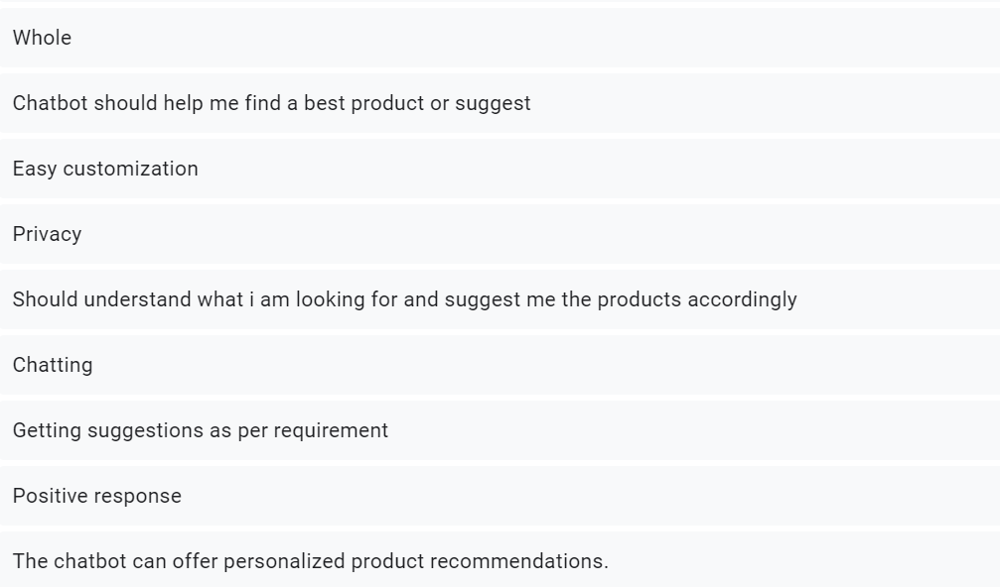 Whole
Chatbot should help me find a best product or suggest
Easy customization
Privacy
Should understand what i am looking for and suggest me the products accordingly
Chatting
Getting suggestions as per requirement
Positive response
The chatbot can offer personalized product recommendations.